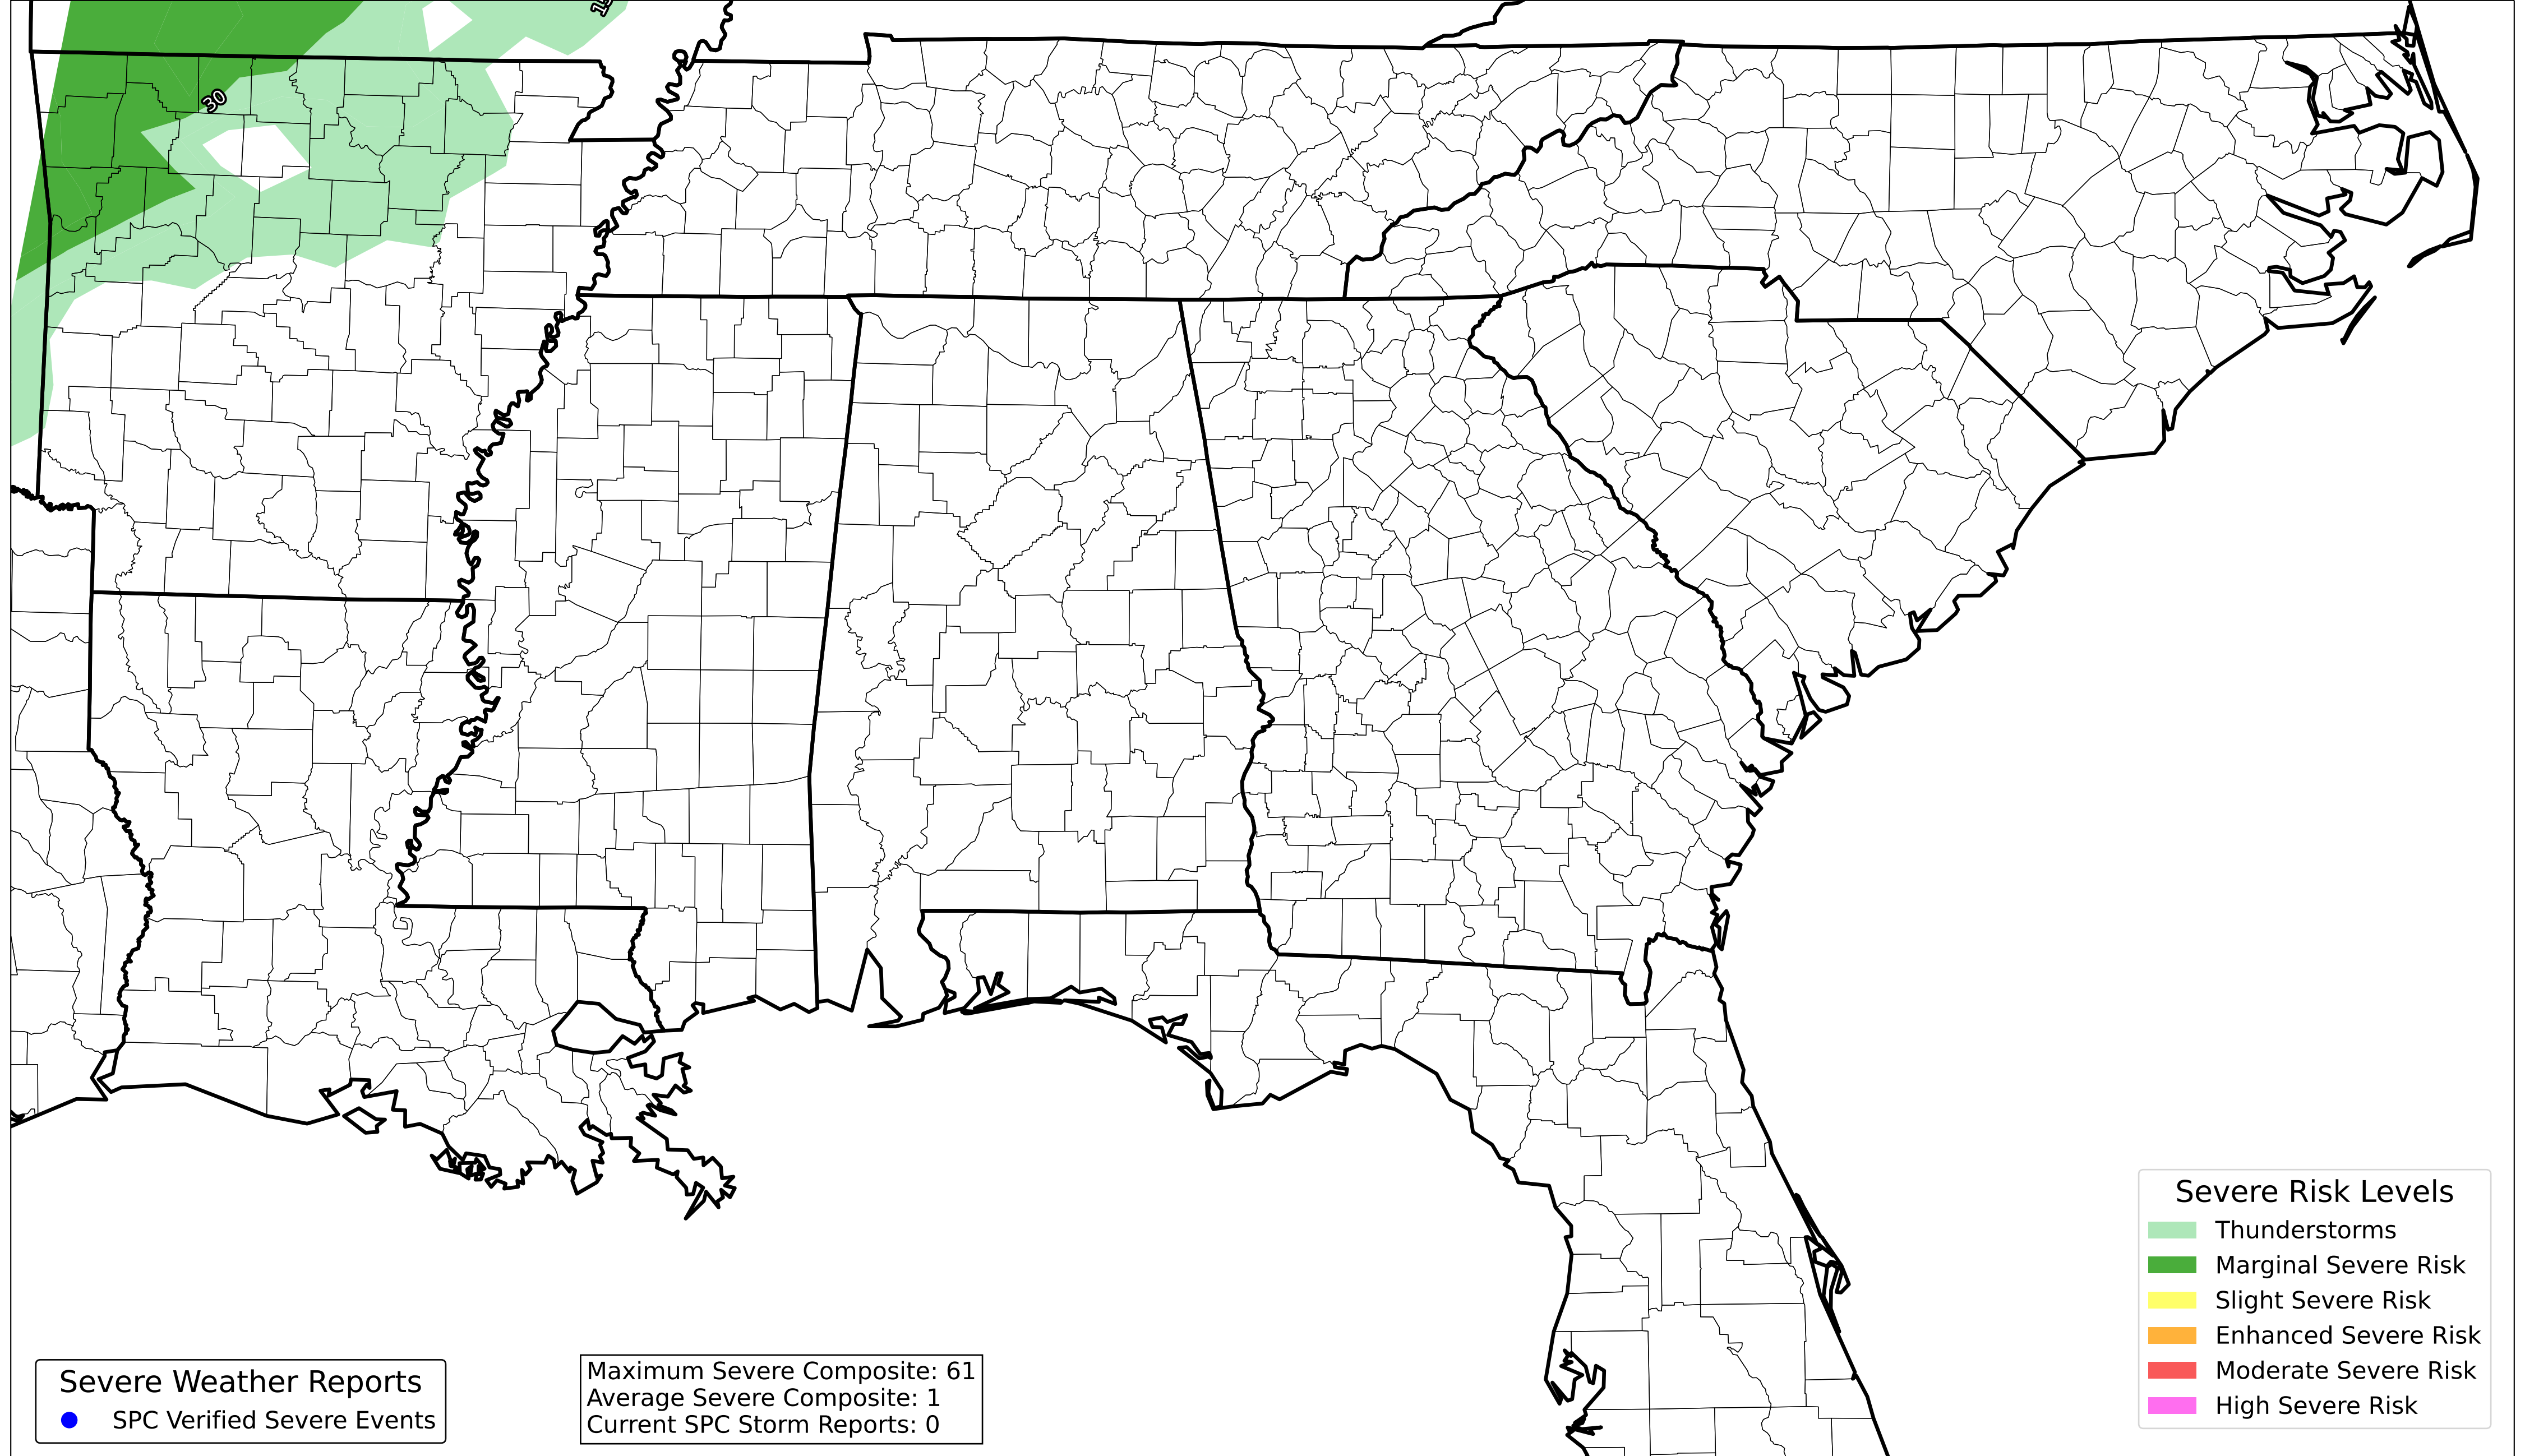 30
Severe Risk Levels
Thunderstorms
Marginal Severe Risk
Slight Severe Risk
Enhanced Severe Risk
Moderate Severe Risk
High Severe Risk
Severe Weather Reports
SPC Verified Severe Events
Maximum Severe Composite: 61
Average Severe Composite: 1
Current SPC Storm Reports: 0